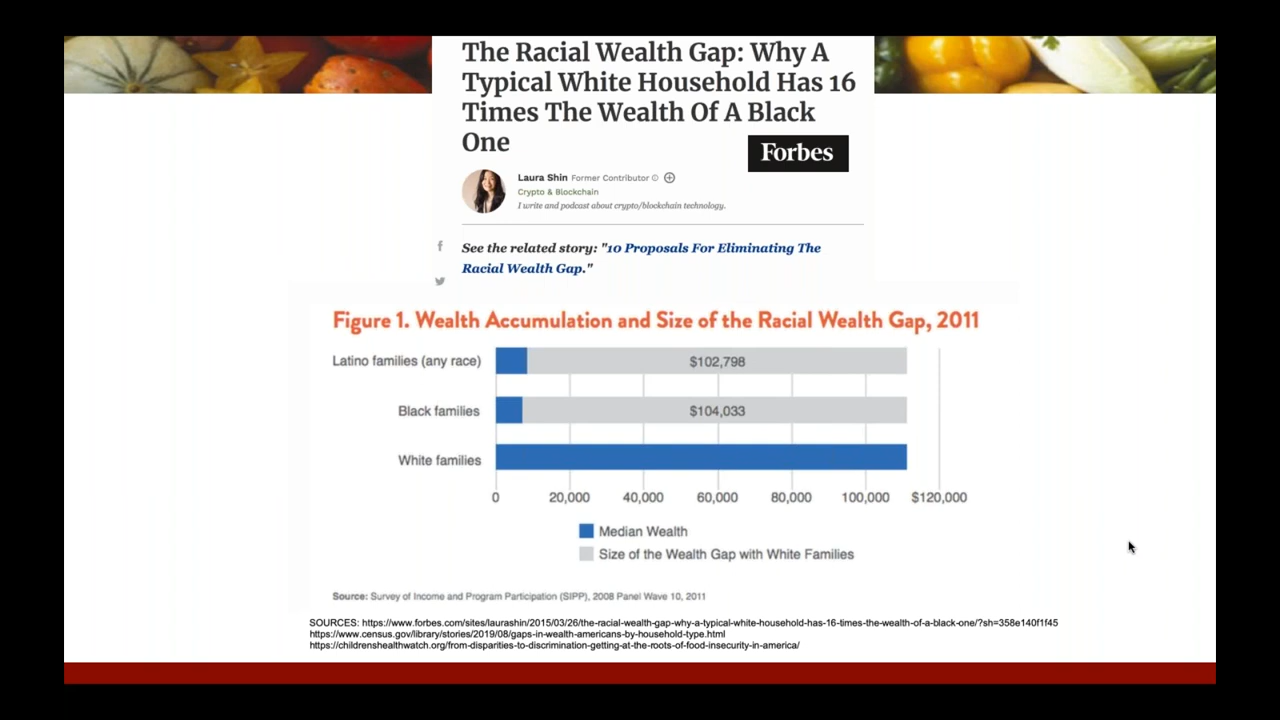 The Racial Wealth Gap: Why A
Typical White Household Has 16
Times The Wealth Of A Black
One
Forbes
Laura Shin Former Contributor
Crypto & Blockchain
I write and podcast about crypto/blockchain technology.
See the related story: "10 Proposals For Eliminating The
Racial Wealth Gap."
Figure 1. Wealth Accumulation and Size of the Racial Wealth Gap, 2011
Latino families (any race) $102,798
Black families $104,033
White families
0 20,000 40,000 60,000 80,000 100,000 $120,000
Median Wealth
Size of the Wealth Gap with White Families
Source: Survey of Income and Program Participation (SIPP), 2008 Panel Wave 10, 2011
SOURCES: https://www.forbes.com/sites/laurashin/2015/03/26/the-racial-wealth-gap-why-a-typical-white-household-has-16-times-the-wealth-of-a-black-one/?sh=358e140f1f45
https://www.census.gov/library/stories/2019/08/gaps-in-wealth-americans-by-household-type.html
https://childrenshealthwatch.org/from-disparities-to-discrimination-getting-at-the-roots-of-food-insecurity-in-america/